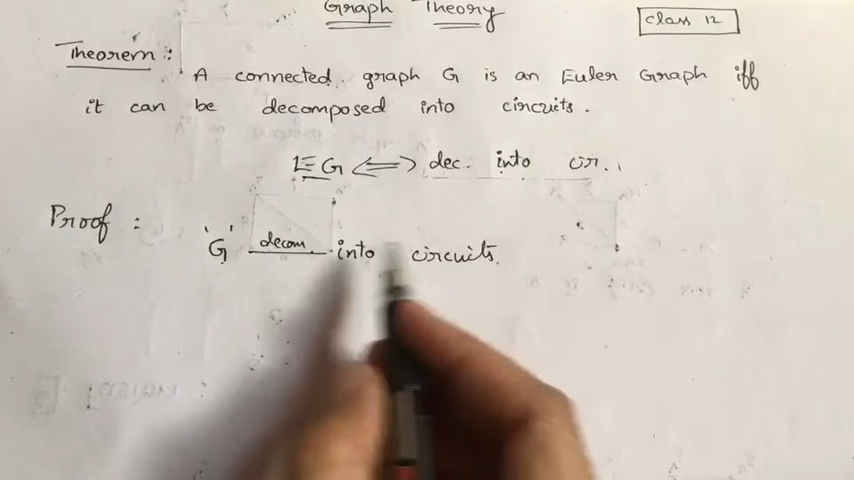 Graph Theory
Class 12
Theorem :
A connected graph G is an Euler Graph iff
it can be decomposed into circuits.
EG <=> dec. into cir.
Proof :
'G' decom. into circuits.